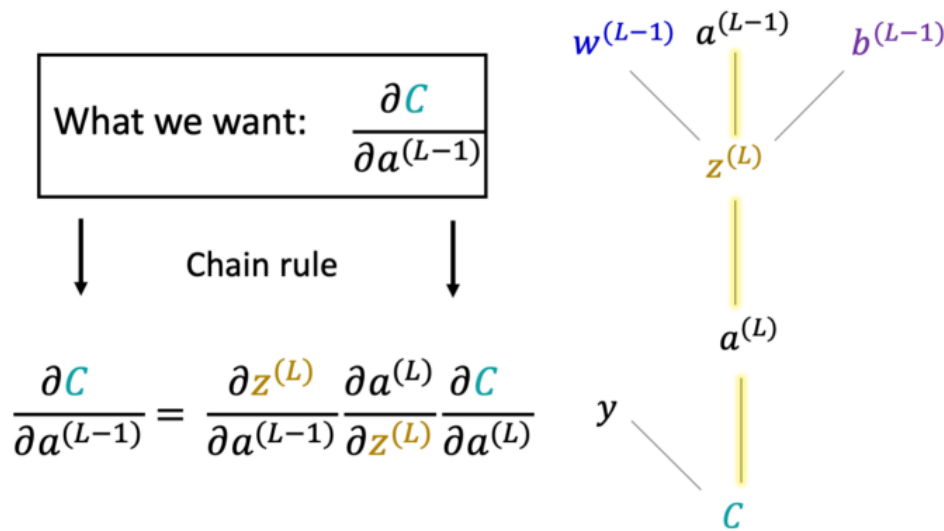 What we want: ∂C/∂a^(L−1)
Chain rule
∂C/∂a^(L−1) = ∂z^(L)/∂a^(L−1) ∂a^(L)/∂z^(L) ∂C/∂a^(L)
w^(L−1) a^(L−1) b^(L−1)
z^(L)
a^(L)
y
C